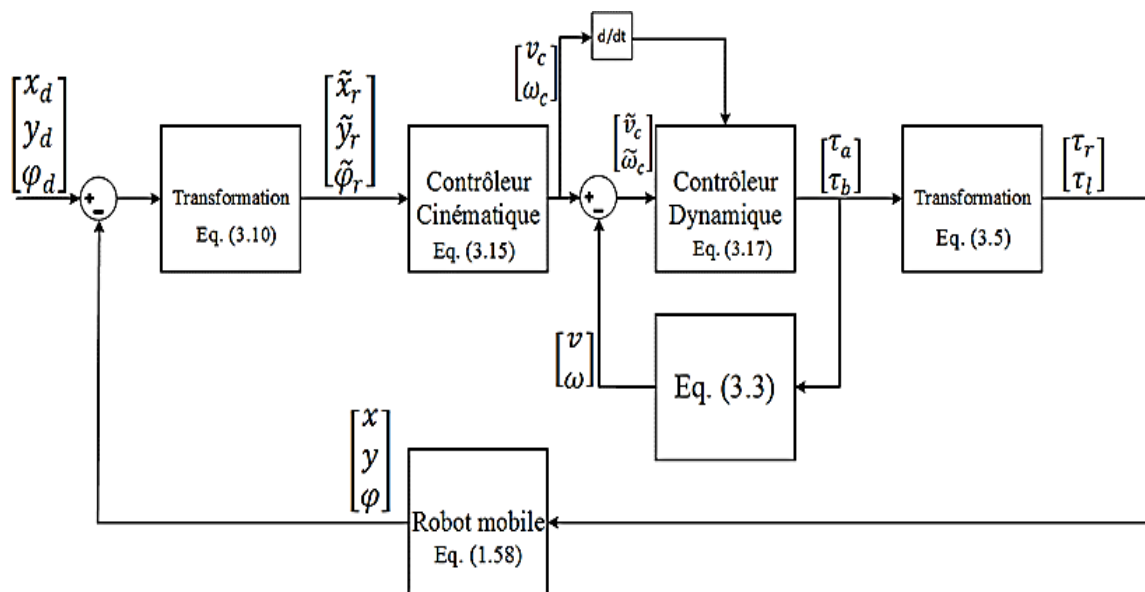 x_d
y_d
φ_d
+
-
Transformation
Eq. (3.10)
x̃_r
ỹ_r
φ̃_r
Contrôleur
Cinématique
Eq. (3.15)
v_c
ω_c
d/dt
+
-
ṽ_c
ω̃_c
Contrôleur
Dynamique
Eq. (3.17)
τ_a
τ_b
Transformation
Eq. (3.5)
τ_r
τ_l
v
ω
Eq. (3.3)
x
y
φ
Robot mobile
Eq. (1.58)